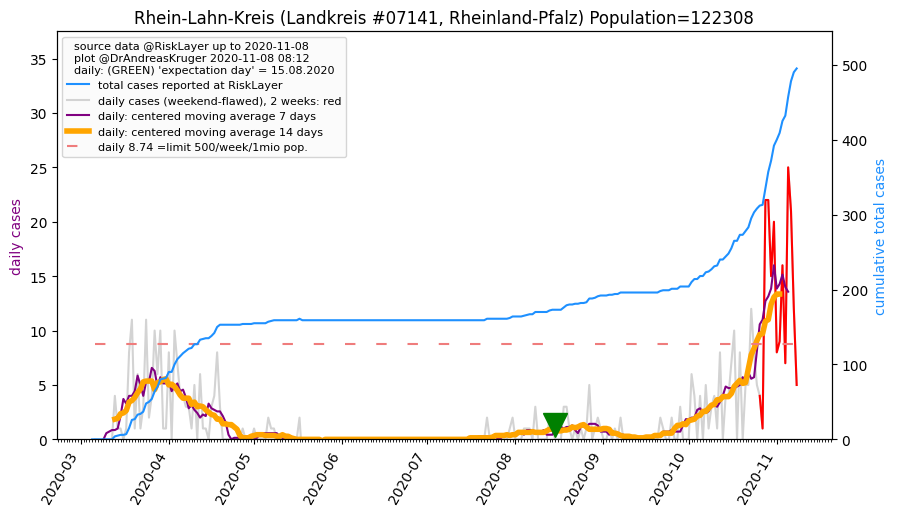 Rhein-Lahn-Kreis (Landkreis #07141, Rheinland-Pfalz) Population=122308
source data @RiskLayer up to 2020-11-08
plot @DrAndreasKruger 2020-11-08 08:12
daily: (GREEN) 'expectation day' = 15.08.2020
total cases reported at RiskLayer
daily cases (weekend-flawed), 2 weeks: red
daily: centered moving average 7 days
daily: centered moving average 14 days
daily 8.74 =limit 500/week/1mio pop.
daily cases
35
30
25
20
15
10
5
0
cumulative total cases
500
400
300
200
100
0
2020-03
2020-04
2020-05
2020-06
2020-07
2020-08
2020-09
2020-10
2020-11